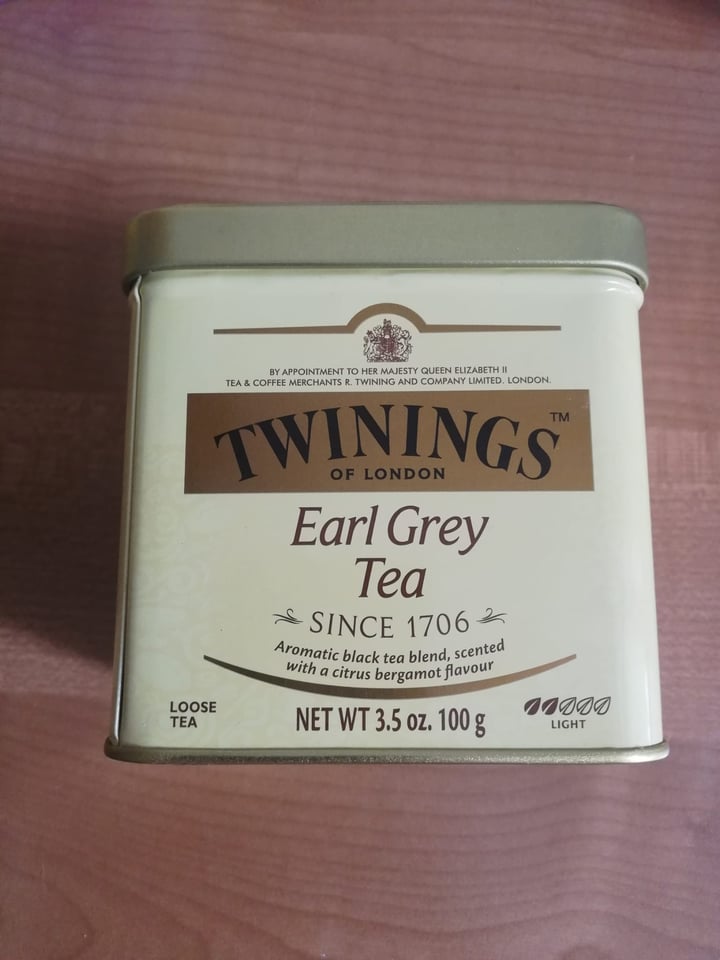 BY APPOINTMENT TO HER MAJESTY QUEEN ELIZABETH II
TEA & COFFEE MERCHANTS R. TWINING AND COMPANY LIMITED. LONDON.
TWININGS™
OF LONDON
Earl Grey
Tea
SINCE 1706
Aromatic black tea blend, scented
with a citrus bergamot flavour
LOOSE
TEA
NET WT 3.5 oz. 100 g
LIGHT